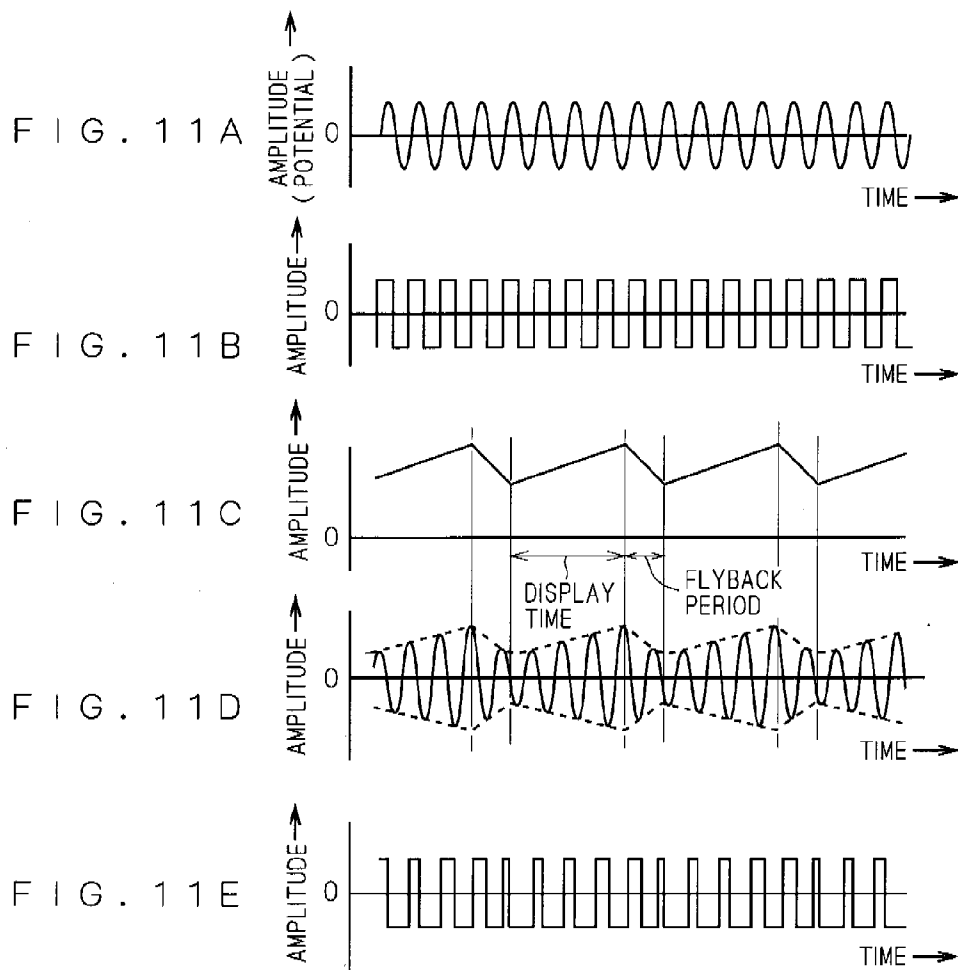 FIG. 11A
AMPLITUDE →
(POTENTIAL)
0
TIME →
FIG. 11B
AMPLITUDE →
0
TIME →
FIG. 11C
AMPLITUDE →
0
TIME →
DISPLAY
TIME
FLYBACK
PERIOD
FIG. 11D
AMPLITUDE →
0
TIME →
FIG. 11E
AMPLITUDE →
0
TIME →